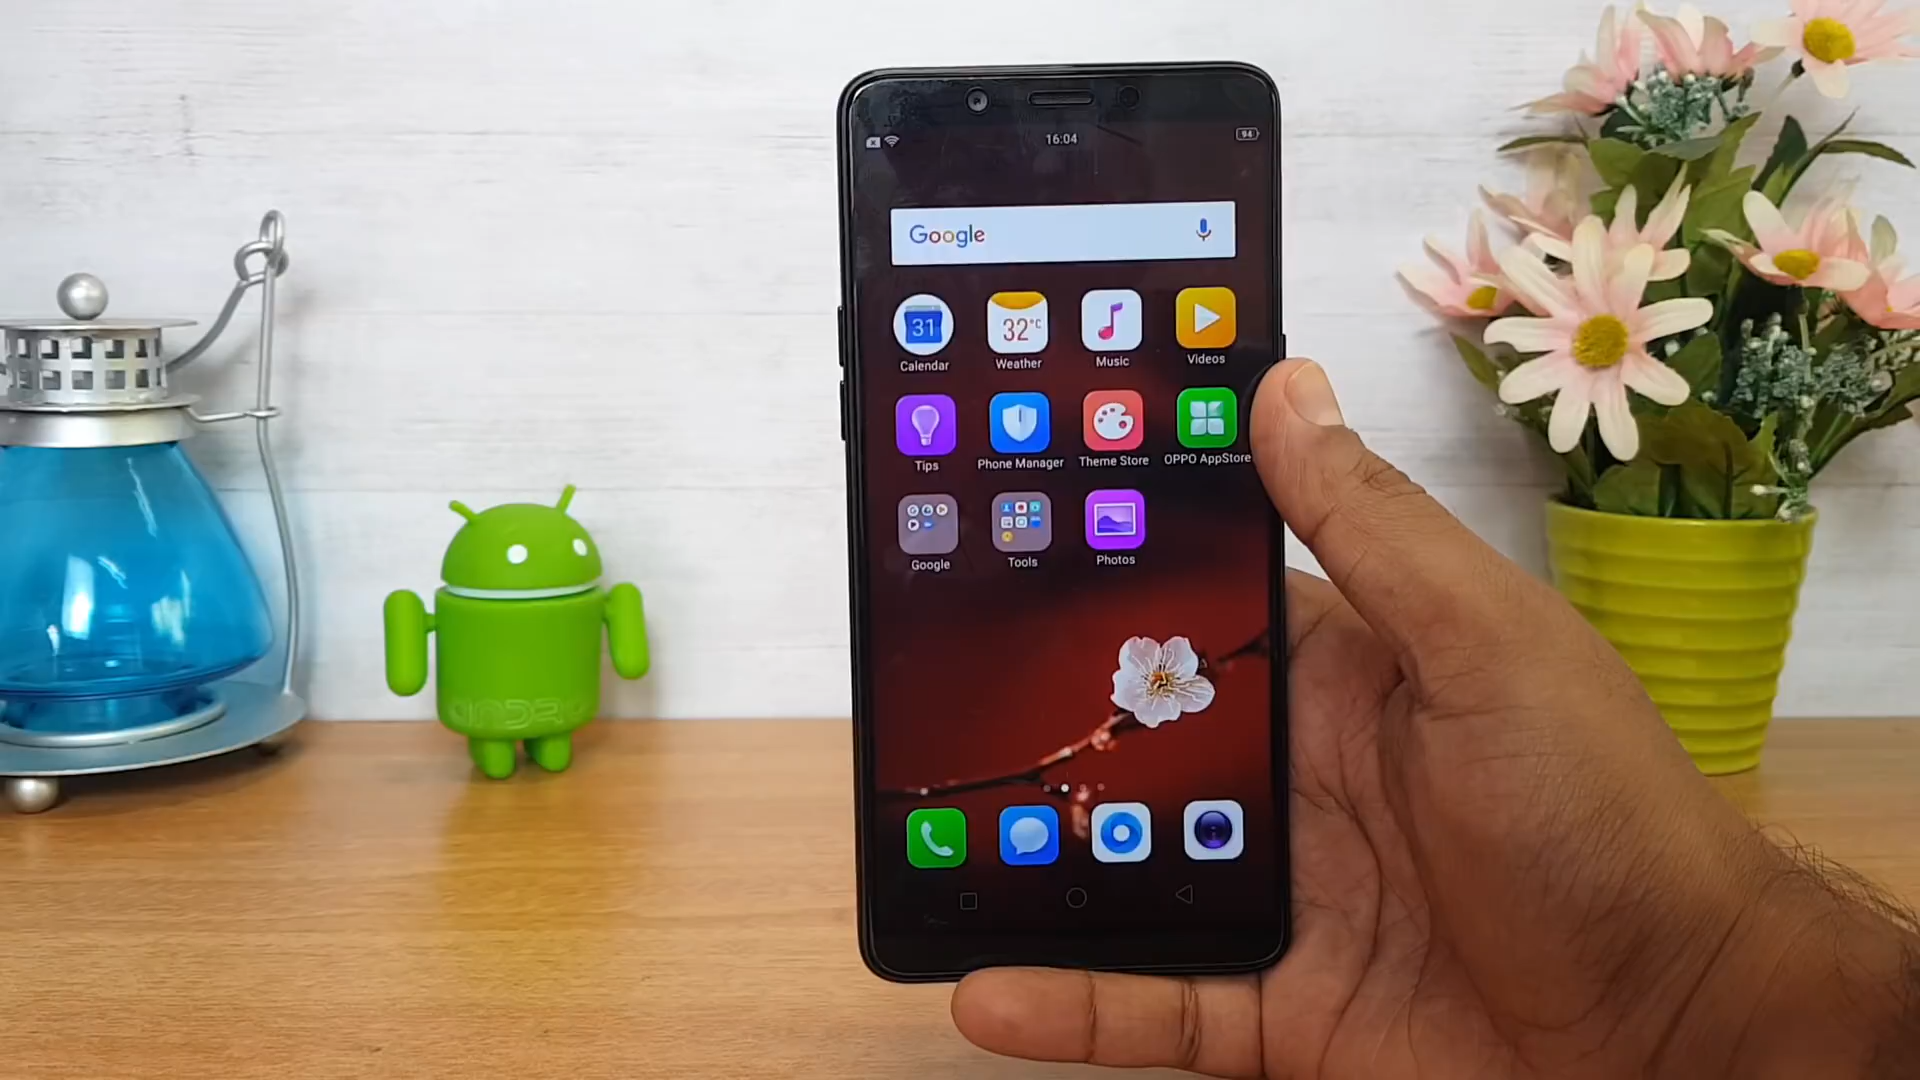 16:04
94
Google
31
32°C
Calendar
Weather
Music
Videos
Tips
Phone Manager
Theme Store
OPPO AppStore
Google
Tools
Photos